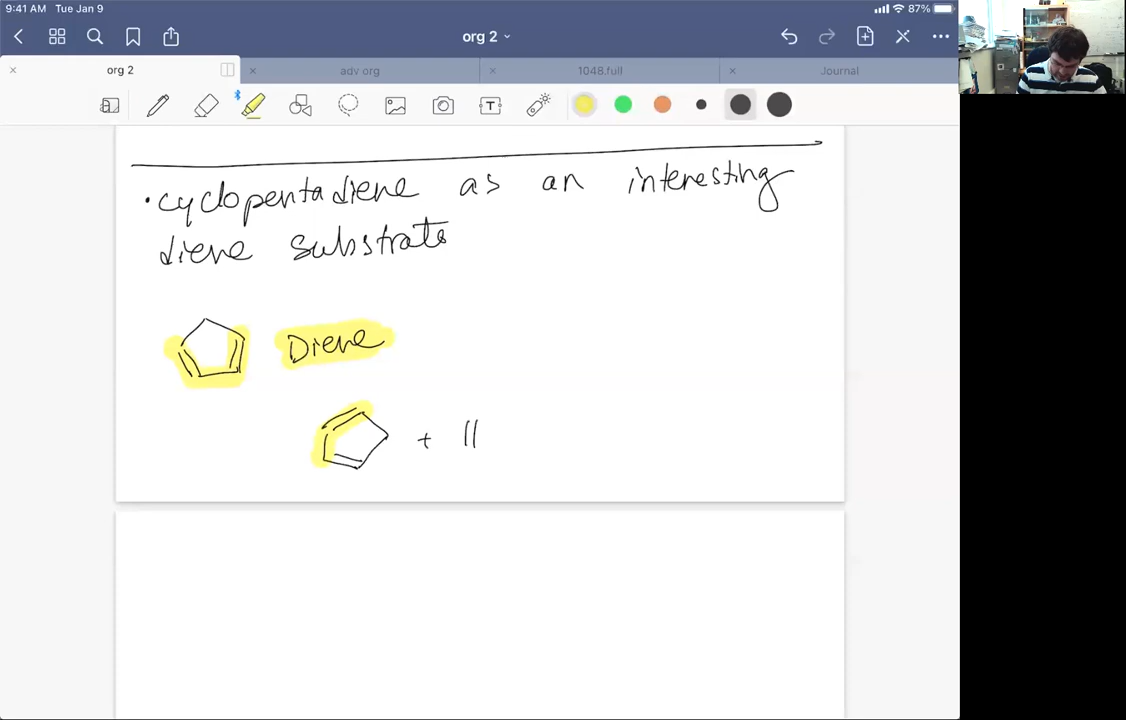 9:41 AM Tue Jan 9
87%
org 2
org 2
adv org
1048.full
Journal
T
• cyclopentadiene as an interesting
diene substrate
Diene
+ ||